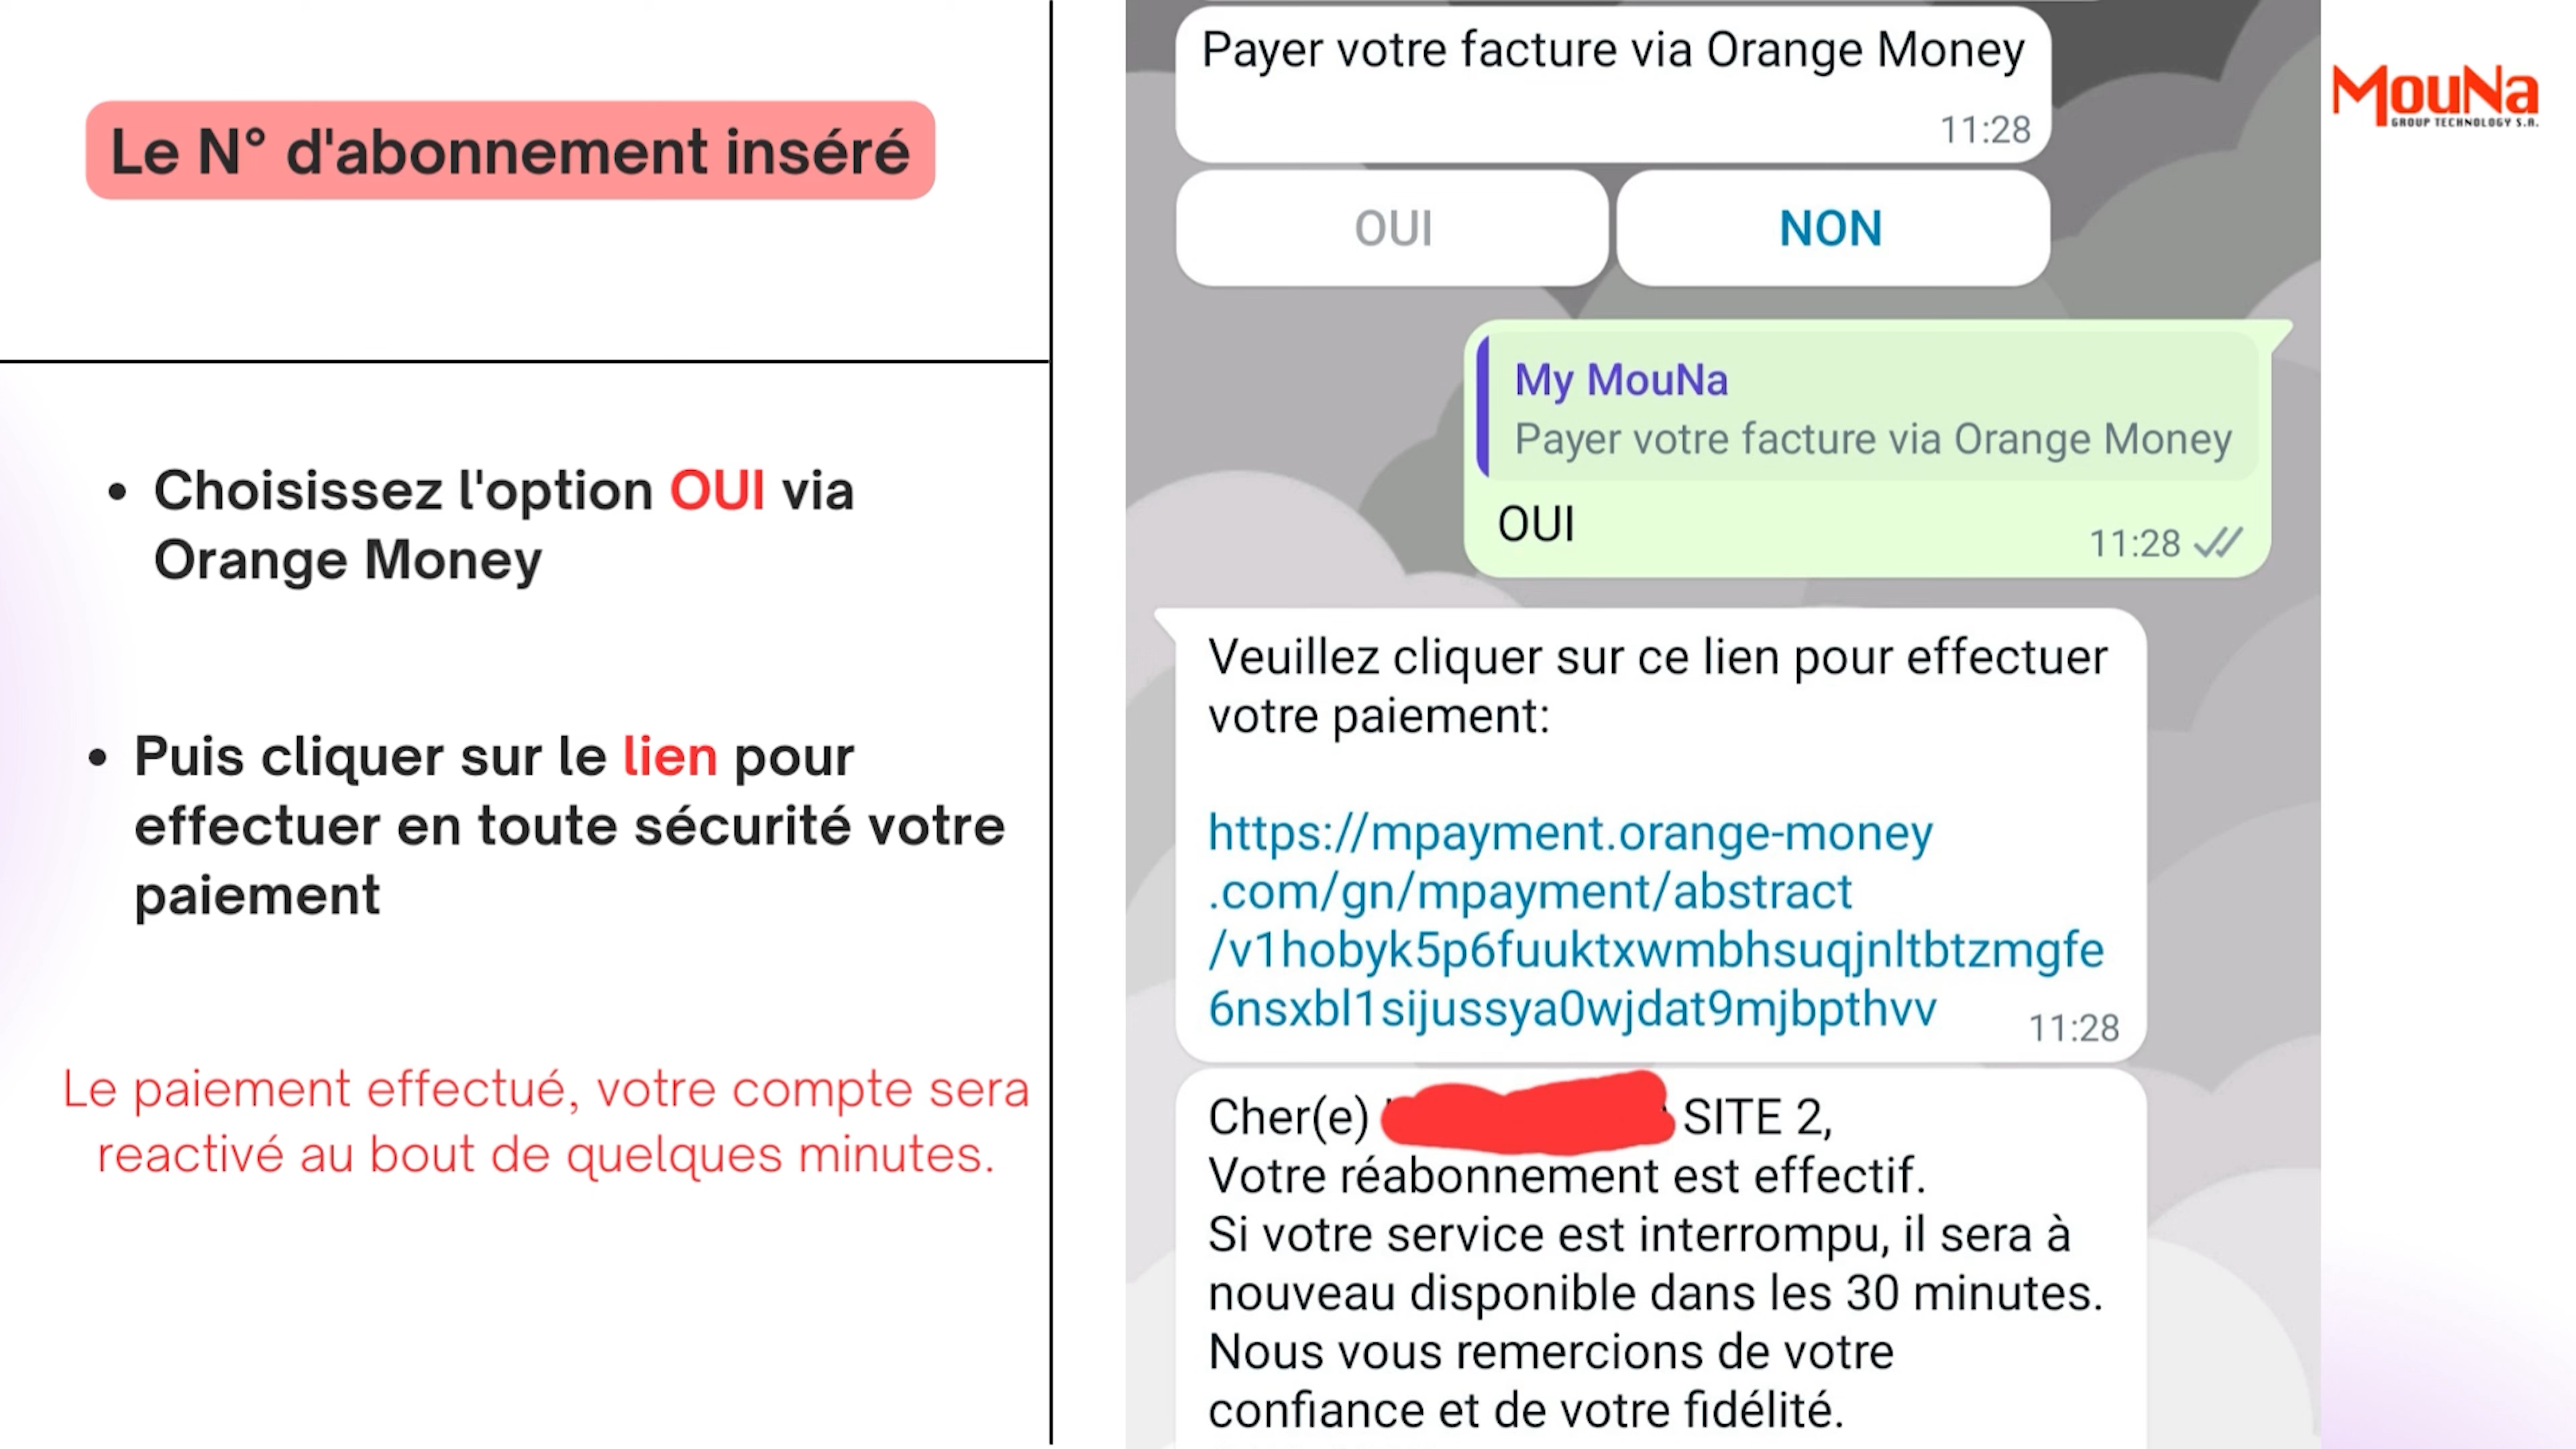 Le N° d'abonnement inséré
Choisissez l'option OUI via
Orange Money
Puis cliquer sur le lien pour
effectuer en toute sécurité votre
paiement
Le paiement effectué, votre compte sera
reactivé au bout de quelques minutes.
Payer votre facture via Orange Money
11:28
OUI
NON
My MouNa
Payer votre facture via Orange Money
OUI
11:28
Veuillez cliquer sur ce lien pour effectuer
votre paiement:
https://mpayment.orange-money
.com/gn/mpayment/abstract
/v1hobyk5p6fuuktxwmbhsuqjnltbtzmgfe
6nsxbl1sijussya0wjdat9mjbpthvv
11:28
Cher(e) SITE 2,
Votre réabonnement est effectif.
Si votre service est interrompu, il sera à
nouveau disponible dans les 30 minutes.
Nous vous remercions de votre
confiance et de votre fidélité.
MouNa
GROUP TECHNOLOGY S.A.